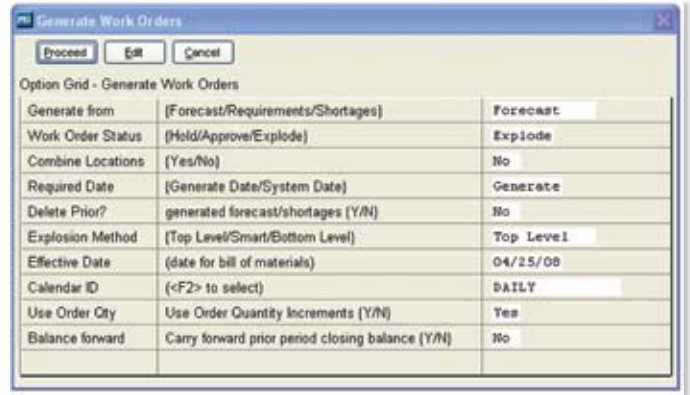 Generate Work Orders
Proceed Edit Cancel
Option Grid - Generate Work Orders
Generate from (Forecast/Requirements/Shortages) Forecast
Work Order Status (Hold/Approve/Explode) Explode
Combine Locations (Yes/No) No
Required Date (Generate Date/System Date) Generate
Delete Prior? generated forecast/shortages (Y/N) No
Explosion Method (Top Level/Smart/Bottom Level) Top Level
Effective Date (date for bill of materials) 04/25/08
Calendar ID (<F2> to select) DAILY
Use Order Qty Use Order Quantity Increments (Y/N) Yes
Balance forward Carry forward prior period closing balance (Y/N) No